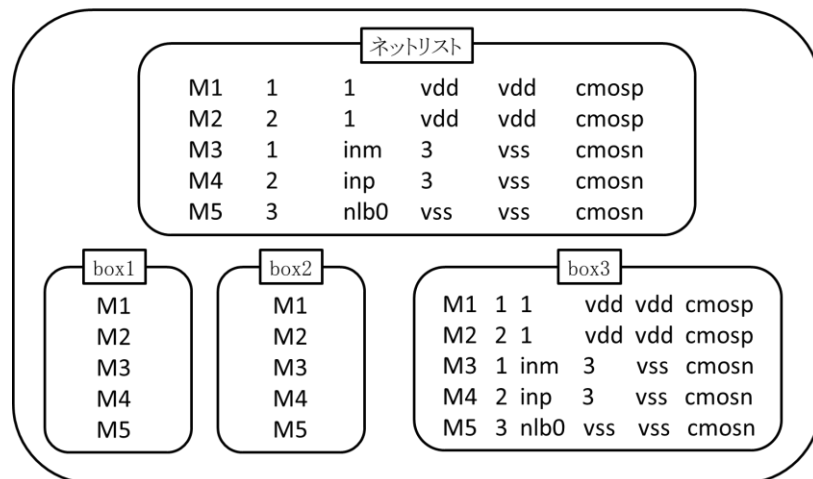 ネットリスト
M1 1 1 vdd vdd cmosp
M2 2 1 vdd vdd cmosp
M3 1 inm 3 vss cmosn
M4 2 inp 3 vss cmosn
M5 3 nlb0 vss vss cmosn
box1
M1
M2
M3
M4
M5
box2
M1
M2
M3
M4
M5
box3
M1 1 1 vdd vdd cmosp
M2 2 1 vdd vdd cmosp
M3 1 inm 3 vss cmosn
M4 2 inp 3 vss cmosn
M5 3 nlb0 vss vss cmosn